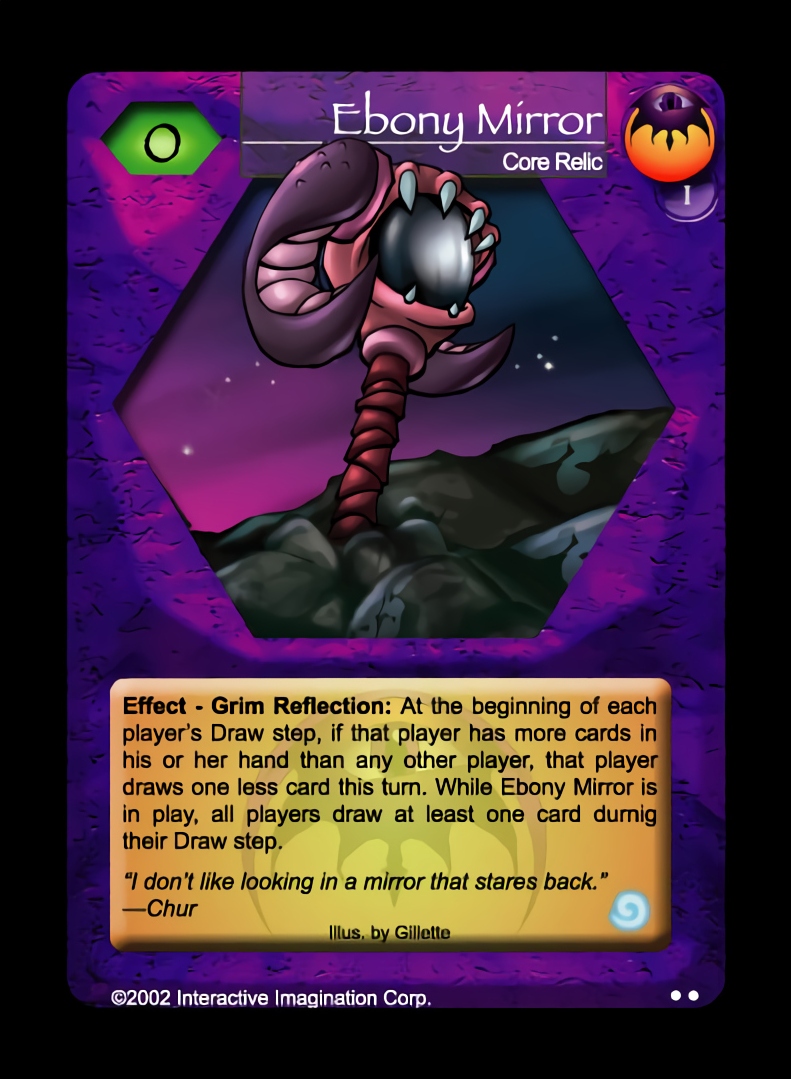 0
Ebony Mirror
Core Relic
I
Effect - Grim Reflection: At the beginning of each
player's Draw step, if that player has more cards in
his or her hand than any other player, that player
draws one less card this turn. While Ebony Mirror is
in play, all players draw at least one card durnig
their Draw step.
“I don't like looking in a mirror that stares back.”
—Chur
Illus. by Gillette
©2002 Interactive Imagination Corp.